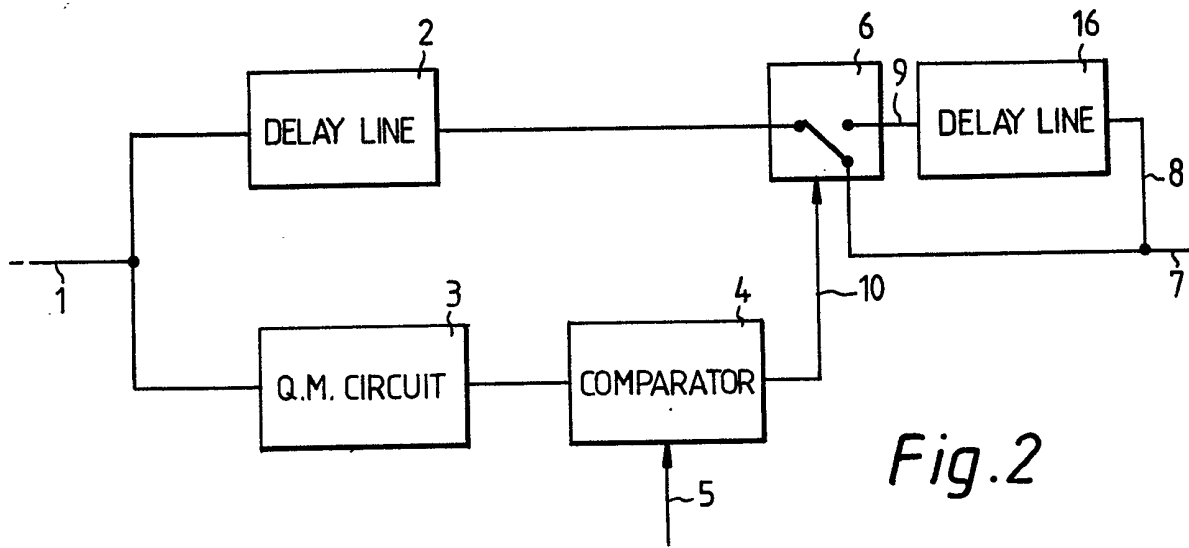 2
6
16
9
DELAY LINE
DELAY LINE
8
1
7
3
4
10
Q.M. CIRCUIT
COMPARATOR
5
Fig.2